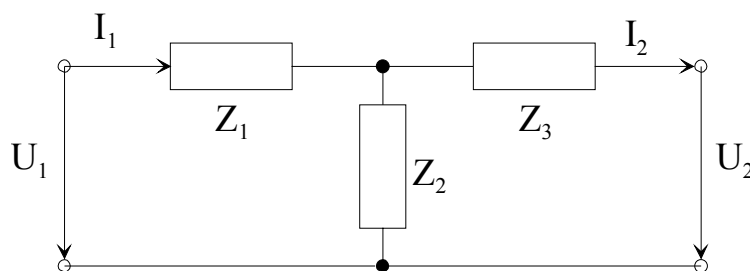 I₁
I₂
Z₁
Z₃
U₁
Z₂
U₂